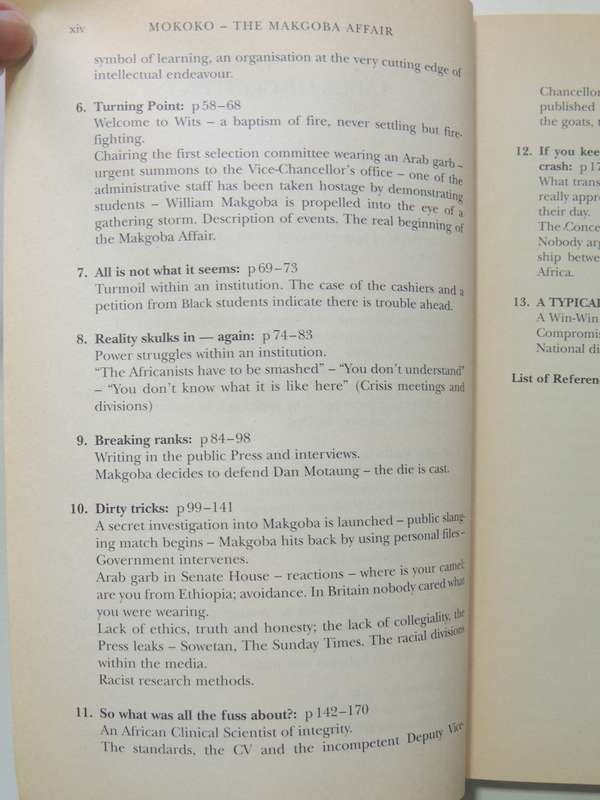 xiv
MOKOKO – THE MAKGOBA AFFAIR
symbol of learning, an organisation at the very cutting edge of
intellectual endeavour.
6. Turning Point: p58–68
Welcome to Wits – a baptism of fire, never settling but fire-
fighting.
Chairing the first selection committee wearing an Arab garb –
urgent summons to the Vice-Chancellor's office – one of the
administrative staff has been taken hostage by demonstrating
students – William Makgoba is propelled into the eye of a
gathering storm. Description of events. The real beginning of
the Makgoba Affair.
7. All is not what it seems: p69–73
Turmoil within an institution. The case of the cashiers and a
petition from Black students indicate there is trouble ahead.
8. Reality skulks in — again: p74–83
Power struggles within an institution.
“The Africanists have to be smashed” – “You don't understand”
– “You don't know what it is like here” (Crisis meetings and
divisions)
9. Breaking ranks: p84–98
Writing in the public Press and interviews.
Makgoba decides to defend Dan Motaung – the die is cast.
10. Dirty tricks: p99–141
A secret investigation into Makgoba is launched – public slang-
ing match begins – Makgoba hits back by using personal files –
Government intervenes.
Arab garb in Senate House – reactions – where is your camel;
are you from Ethiopia; avoidance. In Britain nobody cared what
you were wearing.
Lack of ethics, truth and honesty; the lack of collegiality, the
Press leaks – Sowetan, The Sunday Times. The racial divisions
within the media.
Racist research methods.
11. So what was all the fuss about?: p142–170
An African Clinical Scientist of integrity.
The standards, the CV and the incompetent Deputy Vice-
Chancellor
published
the goats,
12. If you kee
crash: p17
What trans
really appr
their day.
The Conce
Nobody arg
ship betwe
Africa.
13. A TYPICAL
A Win-Win
Compromis
National di
List of Referen